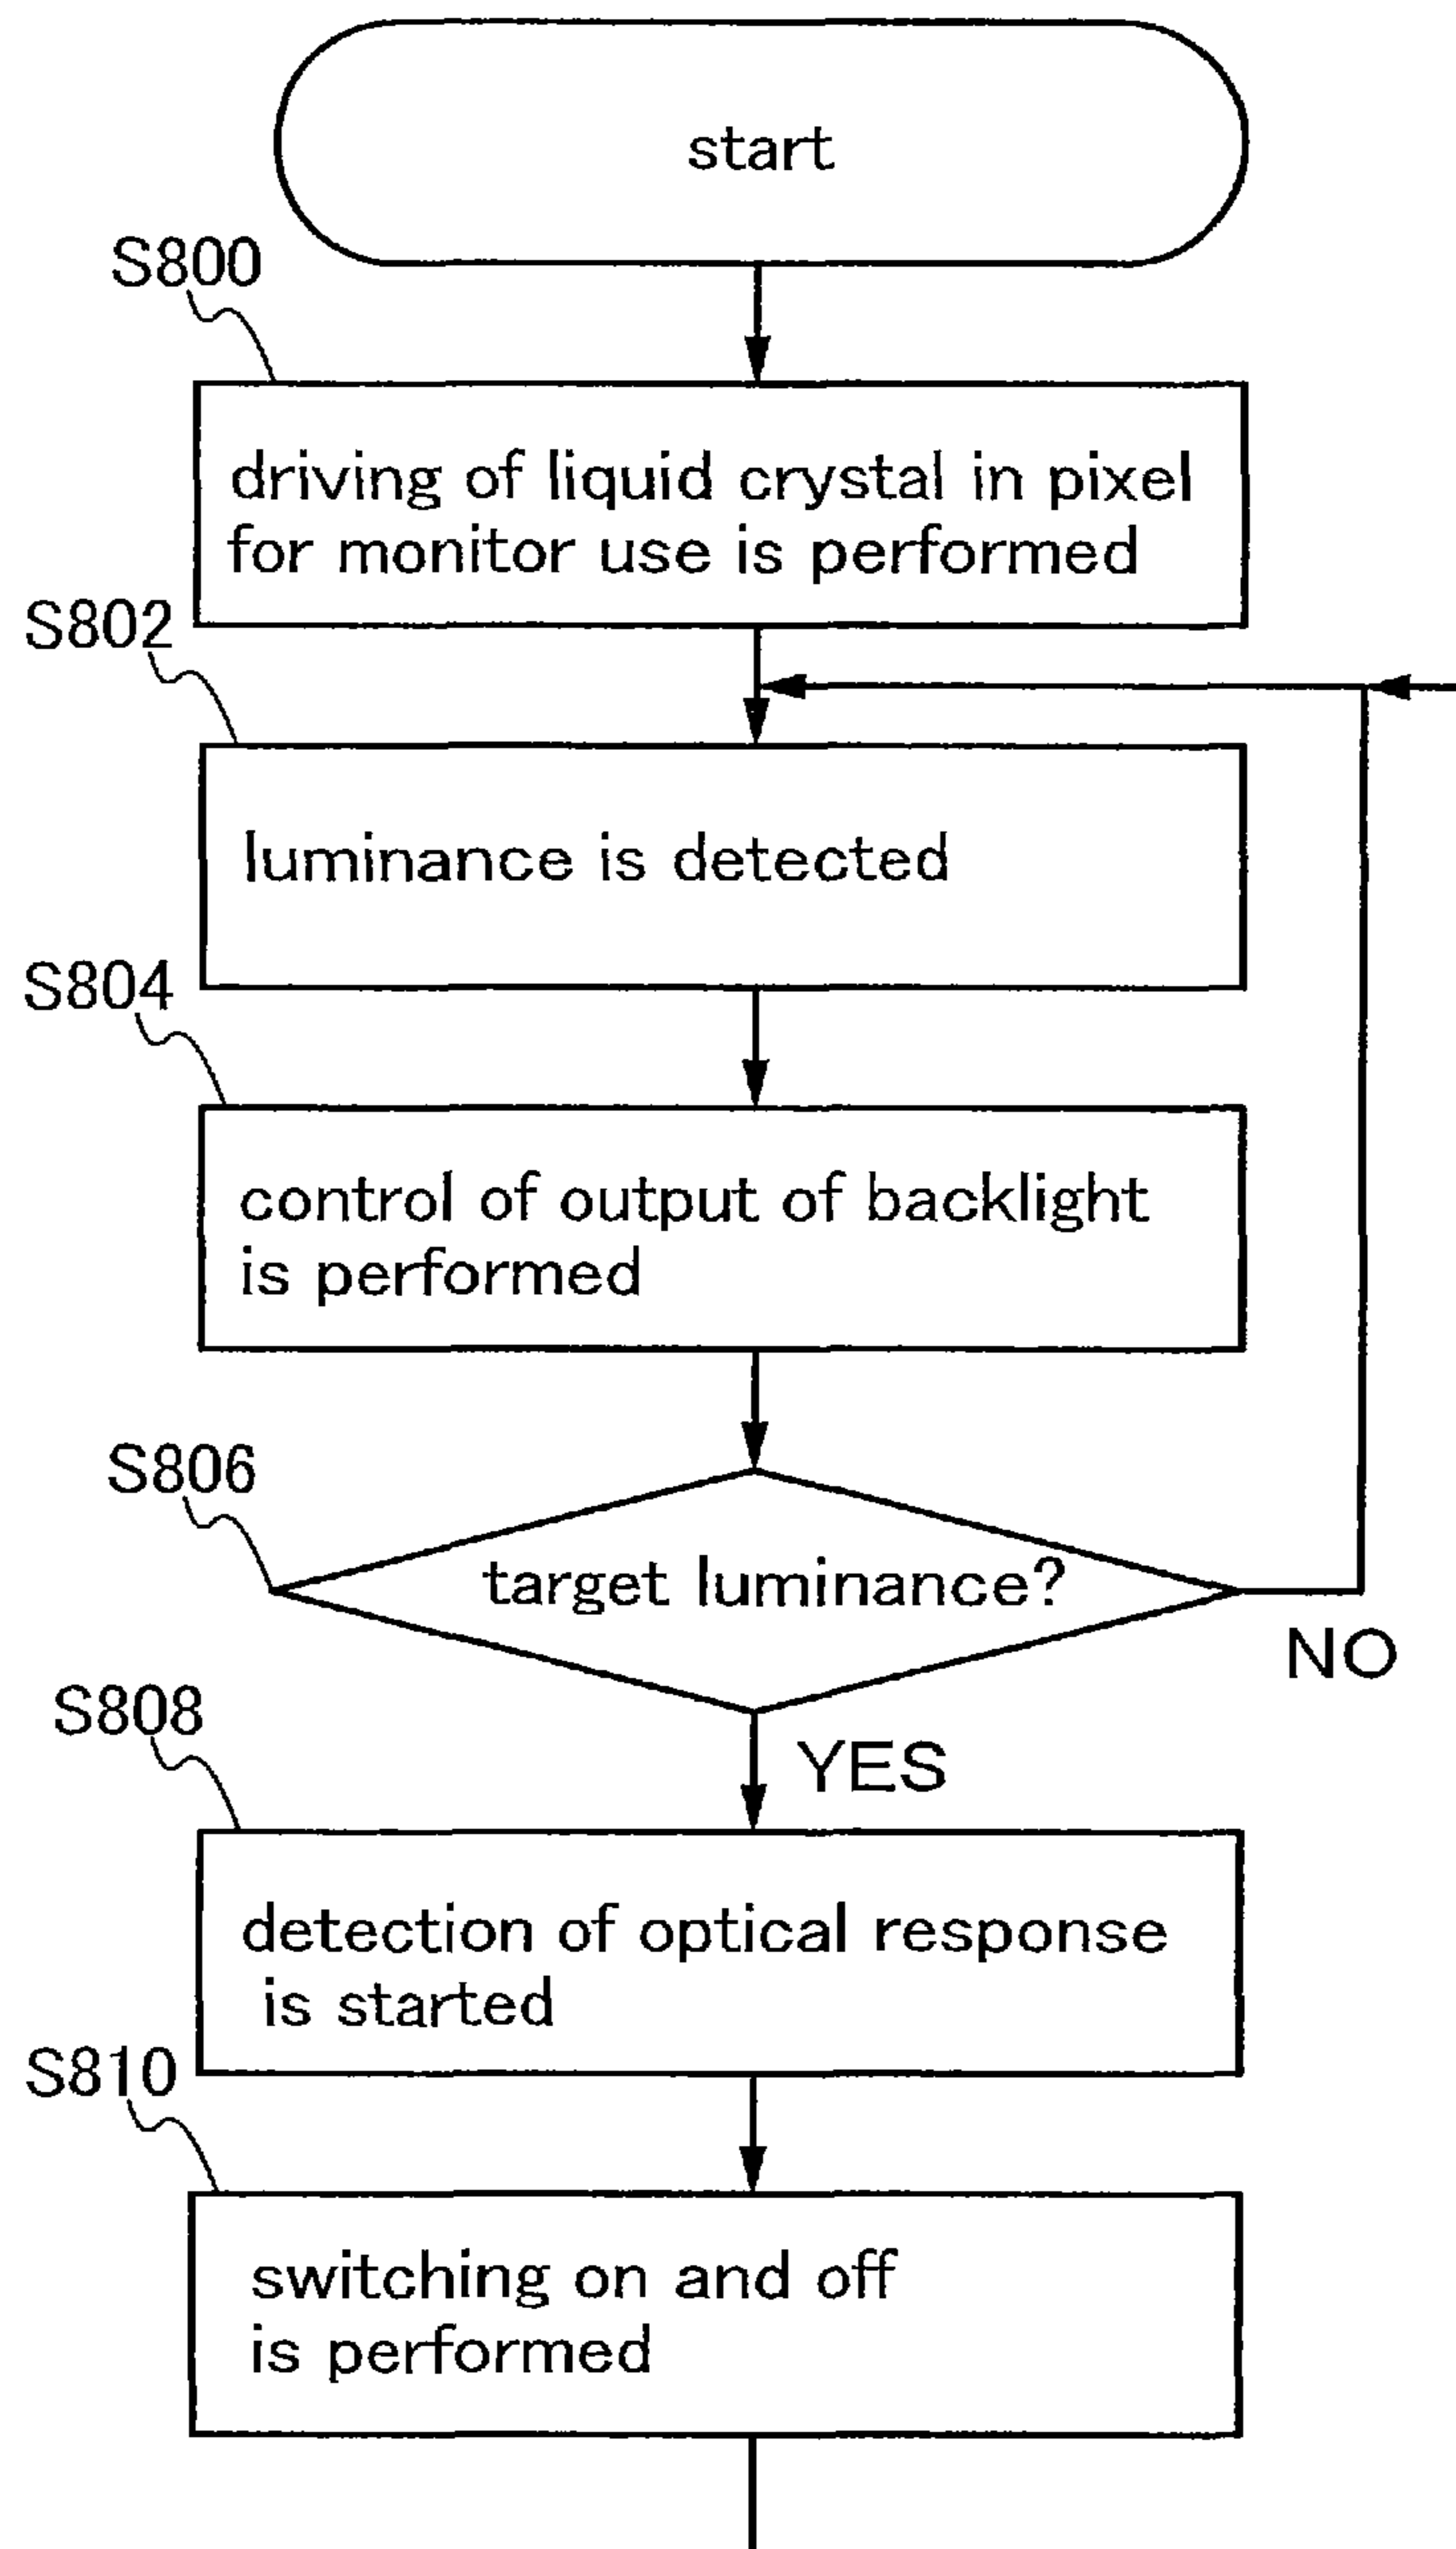 start
S800
driving of liquid crystal in pixel
for monitor use is performed
S802
luminance is detected
S804
control of output of backlight
is performed
S806
target luminance?
NO
S808
YES
detection of optical response
is started
S810
switching on and off
is performed